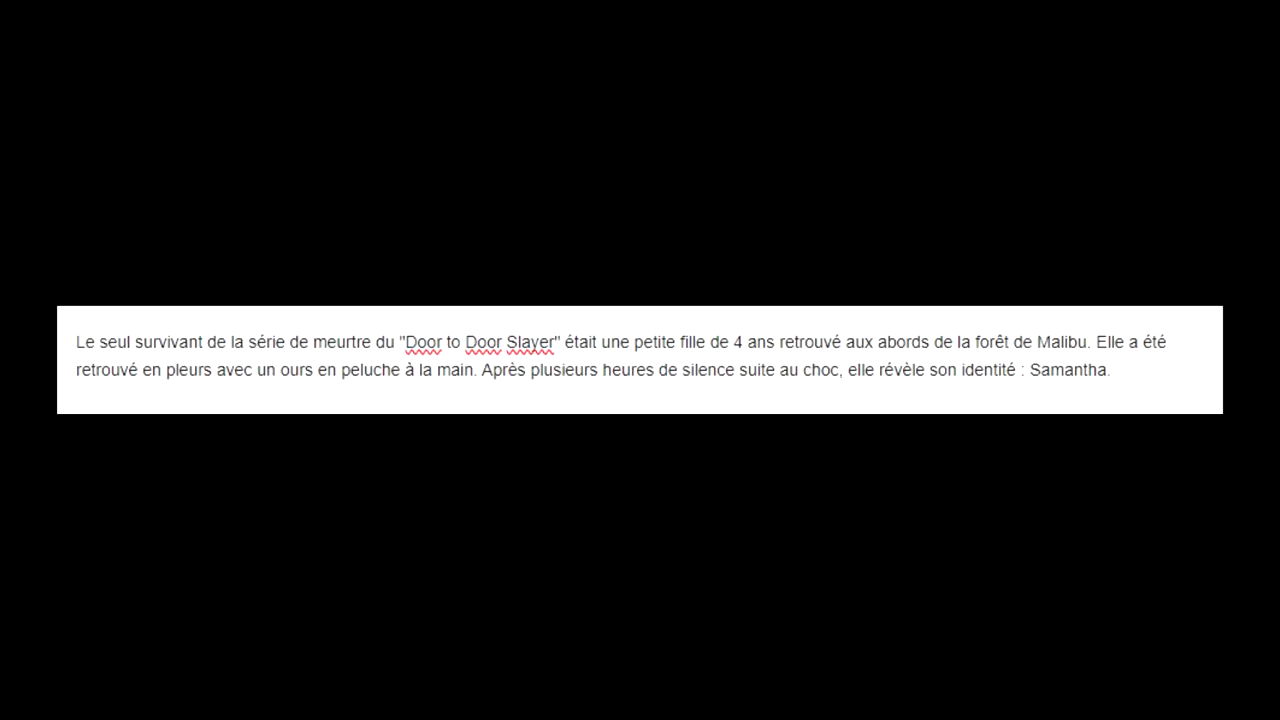 Le seul survivant de la série de meurtre du "Door to Door Slayer" était une petite fille de 4 ans retrouvé aux abords de la forêt de Malibu. Elle a été
retrouvé en pleurs avec un ours en peluche à la main. Après plusieurs heures de silence suite au choc, elle révèle son identité : Samantha.